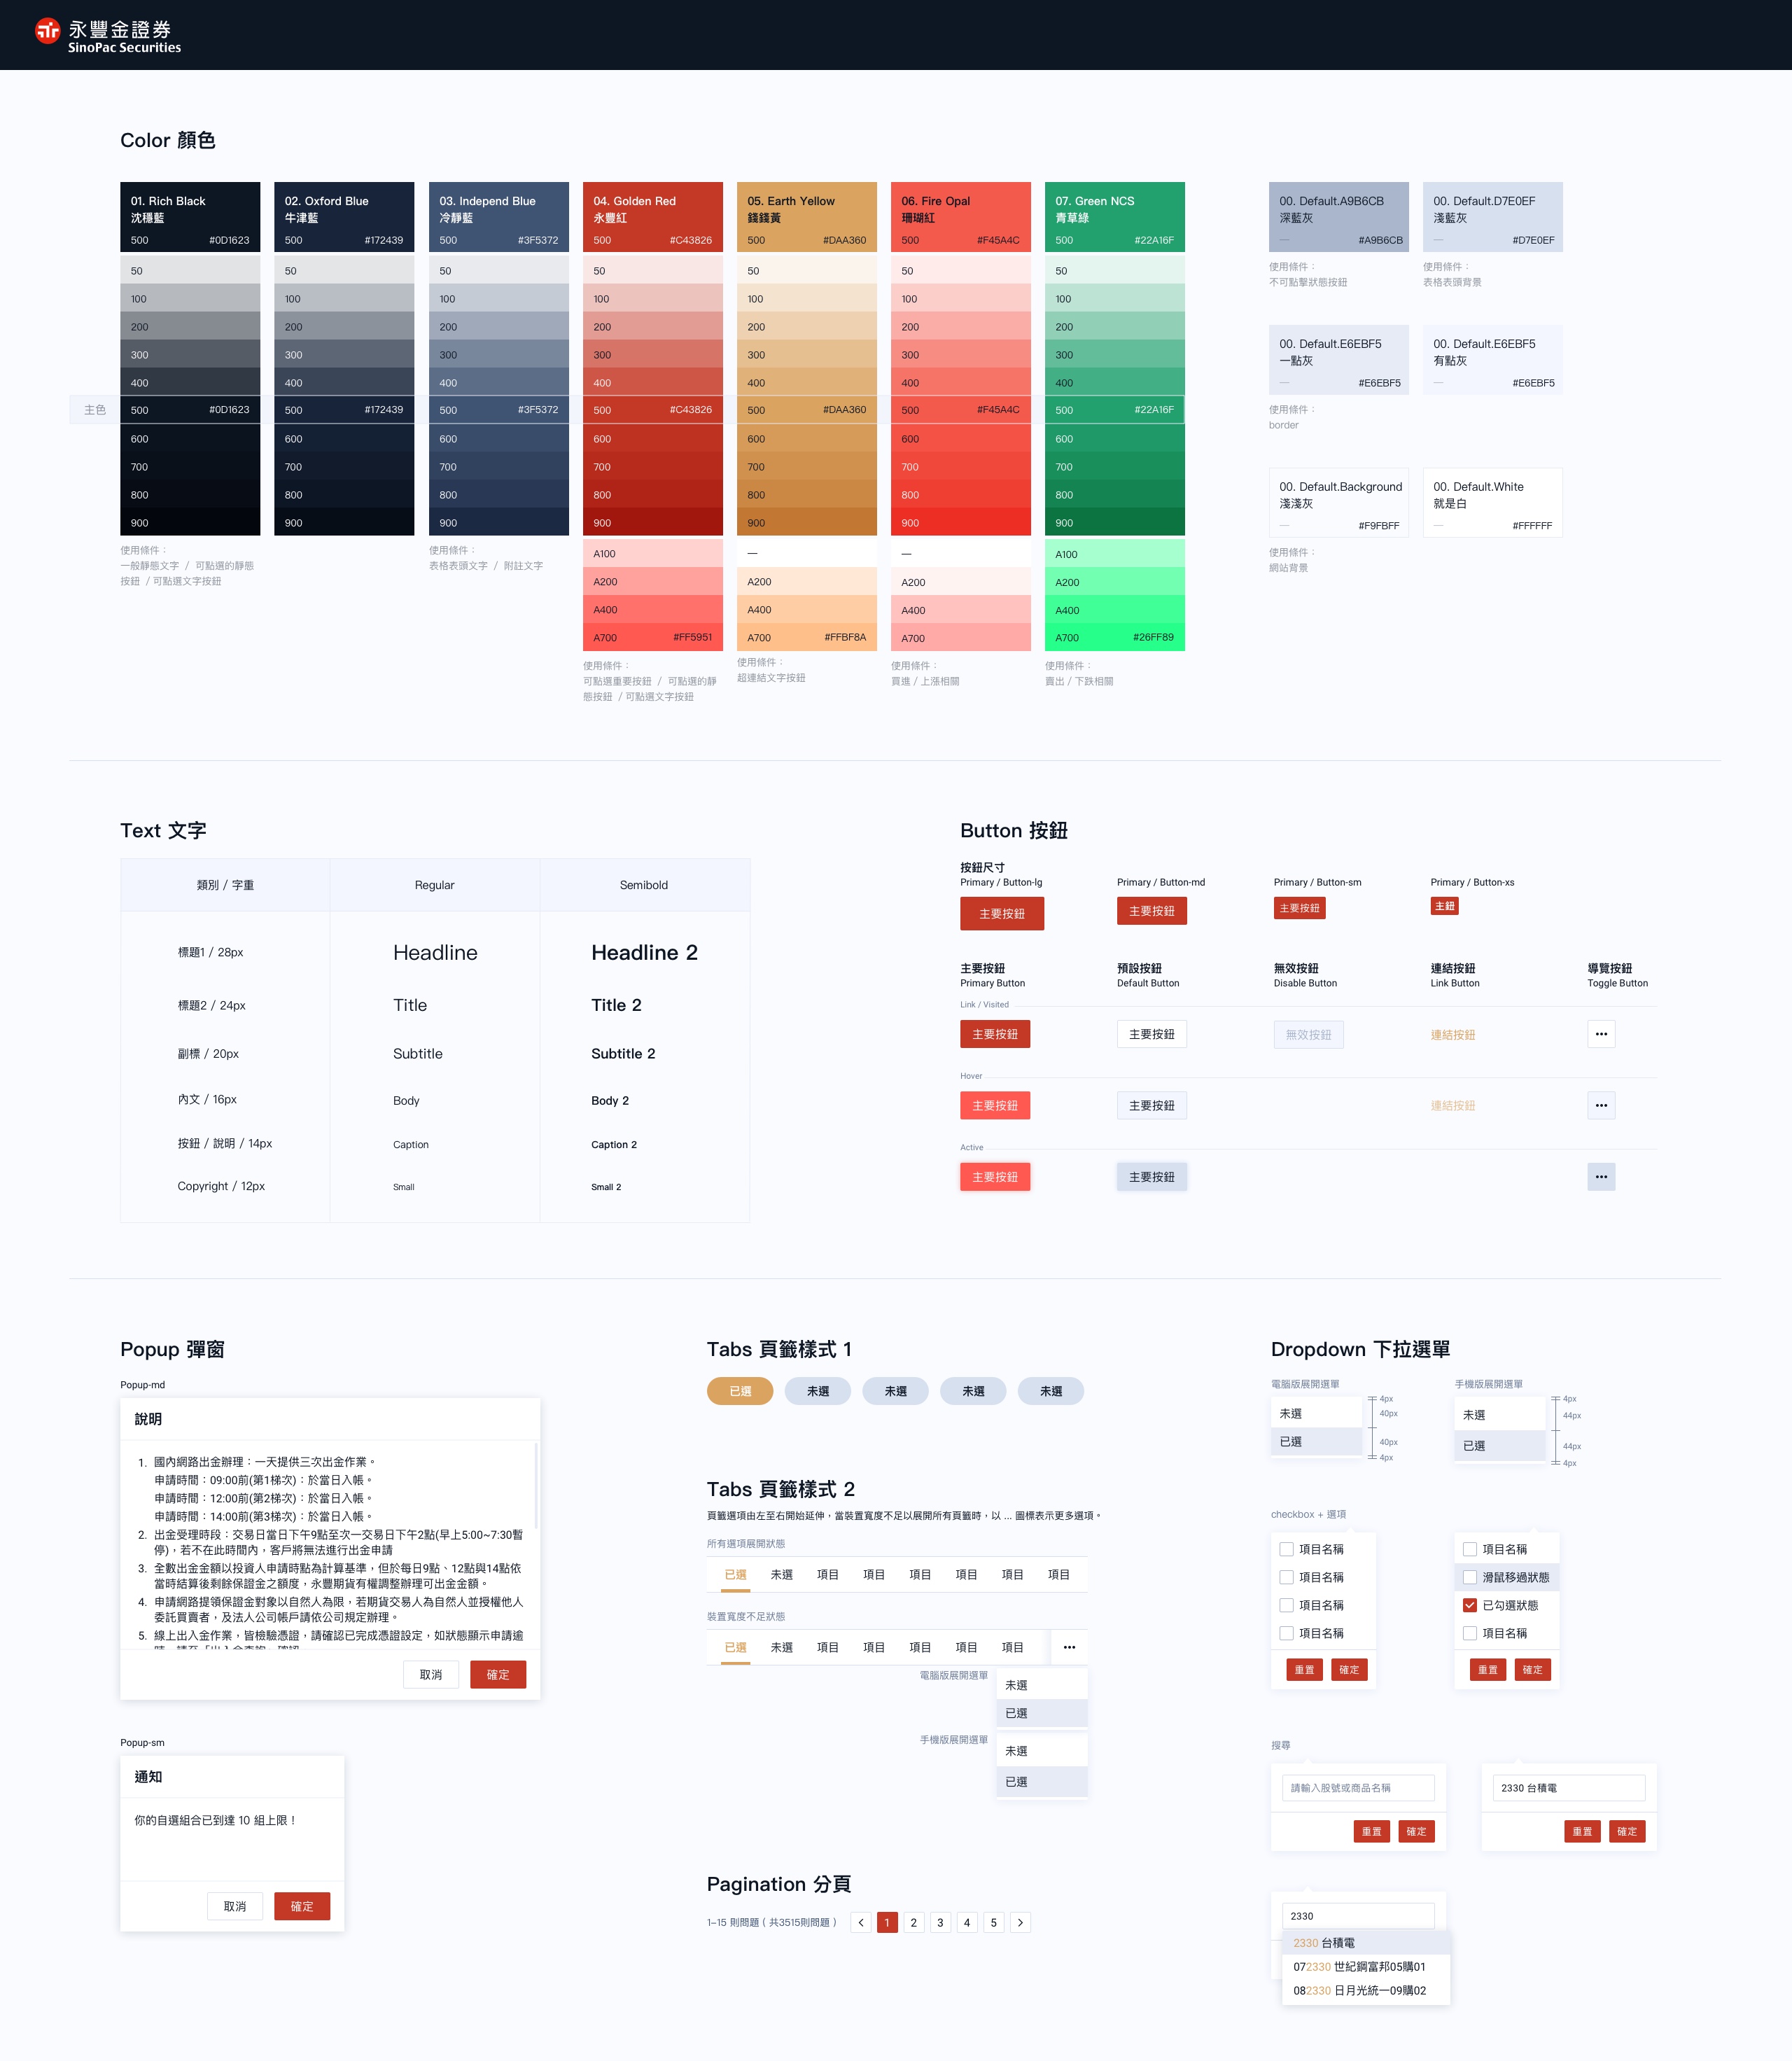 永豐金證券
SinoPac Securities
Color 顏色
01. Rich Black
沈穩藍
500 #0D1623
50
100
200
300
400
主色
500 #0D1623
600
700
800
900
使用條件：
一般靜態文字 / 可點選的靜態
按鈕 / 可點選文字按鈕
02. Oxford Blue
牛津藍
500 #172439
50
100
200
300
400
500 #172439
600
700
800
900
03. Independ Blue
冷靜藍
500 #3F5372
50
100
200
300
400
500 #3F5372
600
700
800
900
使用條件：
表格表頭文字 / 附註文字
04. Golden Red
永豐紅
500 #C43826
50
100
200
300
400
500 #C43826
600
700
800
900
A100
A200
A400
A700 #FF5951
使用條件：
可點選重要按鈕 / 可點選的靜
態按鈕 / 可點選文字按鈕
05. Earth Yellow
錢錢黃
500 #DAA360
50
100
200
300
400
500 #DAA360
600
700
800
900
—
A200
A400
A700 #FFBF8A
使用條件：
超連結文字按鈕
06. Fire Opal
珊瑚紅
500 #F45A4C
50
100
200
300
400
500 #F45A4C
600
700
800
900
—
A200
A400
A700
使用條件：
買進 / 上漲相關
07. Green NCS
青草綠
500 #22A16F
50
100
200
300
400
500 #22A16F
600
700
800
900
A100
A200
A400
A700 #26FF89
使用條件：
賣出 / 下跌相關
00. Default.A9B6CB
深藍灰
— #A9B6CB
使用條件：
不可點擊狀態按鈕
00. Default.D7E0EF
淺藍灰
— #D7E0EF
使用條件：
表格表頭背景
00. Default.E6EBF5
一點灰
— #E6EBF5
使用條件：
border
00. Default.E6EBF5
有點灰
— #E6EBF5
00. Default.Background
淺淺灰
— #F9FBFF
使用條件：
網站背景
00. Default.White
就是白
— #FFFFFF
Text 文字
類別 / 字重 Regular Semibold
標題1 / 28px Headline Headline 2
標題2 / 24px Title Title 2
副標 / 20px Subtitle Subtitle 2
內文 / 16px Body Body 2
按鈕 / 說明 / 14px Caption Caption 2
Copyright / 12px Small Small 2
Button 按鈕
按鈕尺寸
Primary / Button-lg Primary / Button-md Primary / Button-sm Primary / Button-xs
主要按鈕 主要按鈕 主要按鈕 主鈕
主要按鈕 預設按鈕 無效按鈕 連結按鈕 導覽按鈕
Primary Button Default Button Disable Button Link Button Toggle Button
Link / Visited
主要按鈕 主要按鈕 無效按鈕 連結按鈕 •••
Hover
主要按鈕 主要按鈕 連結按鈕 •••
Active
主要按鈕 主要按鈕 •••
Popup 彈窗
Popup-md
說明
1. 國內網路出金辦理：一天提供三次出金作業。
申請時間：09:00前(第1梯次)：於當日入帳。
申請時間：12:00前(第2梯次)：於當日入帳。
申請時間：14:00前(第3梯次)：於當日入帳。
2. 出金受理時段：交易日當日下午9點至次一交易日下午2點(早上5:00~7:30暫
停)，若不在此時間內，客戶將無法進行出金申請
3. 全數出金金額以投資人申請時點為計算基準，但於每日9點、12點與14點依
當時結算後剩餘保證金之額度，永豐期貨有權調整辦理可出金金額。
4. 申請網路提領保證金對象以自然人為限，若期貨交易人為自然人並授權他人
委託買賣者，及法人公司帳戶請依公司規定辦理。
5. 線上出入金作業，皆檢驗憑證，請確認已完成憑證設定，如狀態顯示申請逾
取消 確定
Popup-sm
通知
你的自選組合已到達 10 組上限！
取消 確定
Tabs 頁籤樣式 1
已選 未選 未選 未選 未選
Tabs 頁籤樣式 2
頁籤選項由左至右開始延伸，當裝置寬度不足以展開所有頁籤時，以 ... 圖標表示更多選項。
所有選項展開狀態
已選 未選 項目 項目 項目 項目 項目 項目
裝置寬度不足狀態
已選 未選 項目 項目 項目 項目 項目 •••
電腦版展開選單
未選
已選
手機版展開選單
未選
已選
Pagination 分頁
1–15 則問題（共3515則問題） < 1 2 3 4 5 >
Dropdown 下拉選單
電腦版展開選單
未選
已選
4px
40px
40px
4px
手機版展開選單
未選
已選
4px
44px
44px
4px
checkbox + 選項
項目名稱
項目名稱
項目名稱
項目名稱
重置 確定
項目名稱
滑鼠移過狀態
已勾選狀態
項目名稱
重置 確定
搜尋
請輸入股號或商品名稱
重置 確定
2330 台積電
重置 確定
2330
2330 台積電
072330 世紀鋼富邦05購01
082330 日月光統一09購02